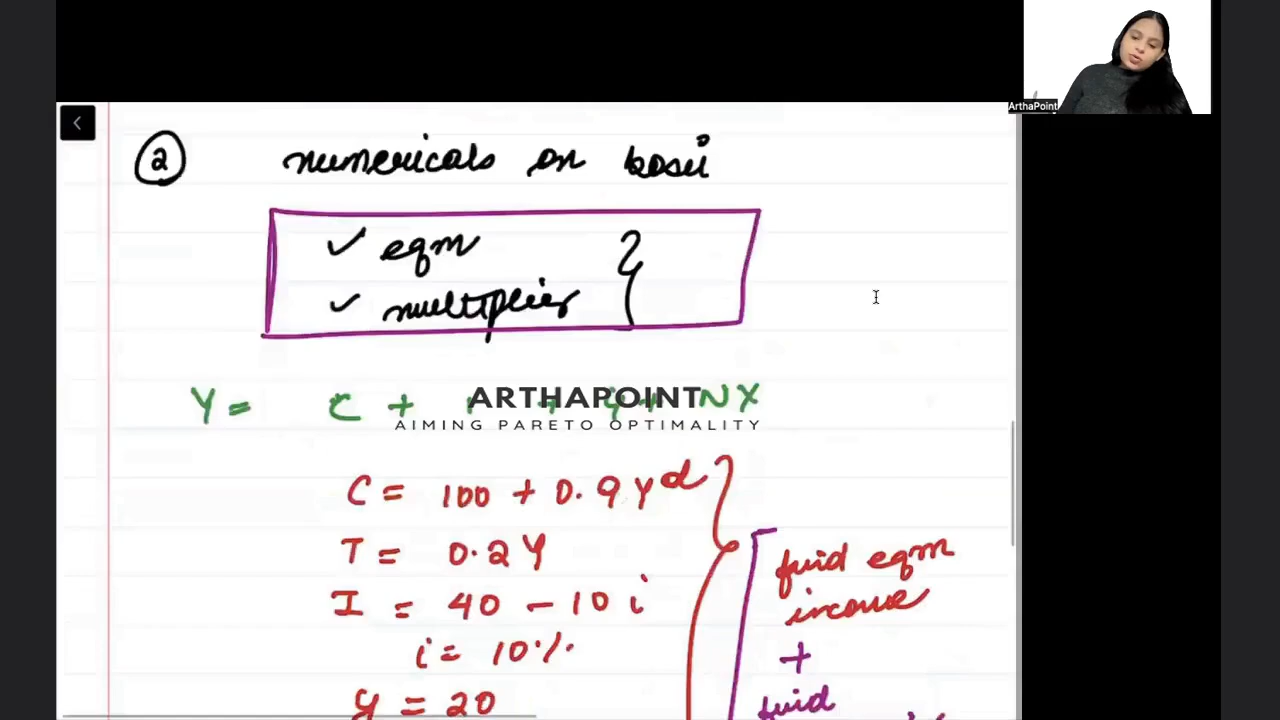 ArthaPoint
② numericals on basic
✓ eqm
✓ multiplier
Y = C + I + G + NX
ARTHAPOINT
AIMING PARETO OPTIMALITY
C = 100 + 0.9 Yd
T = 0.2 Y
I = 40 - 10 i
i = 10%
G = 20
find eqm
income
+
find